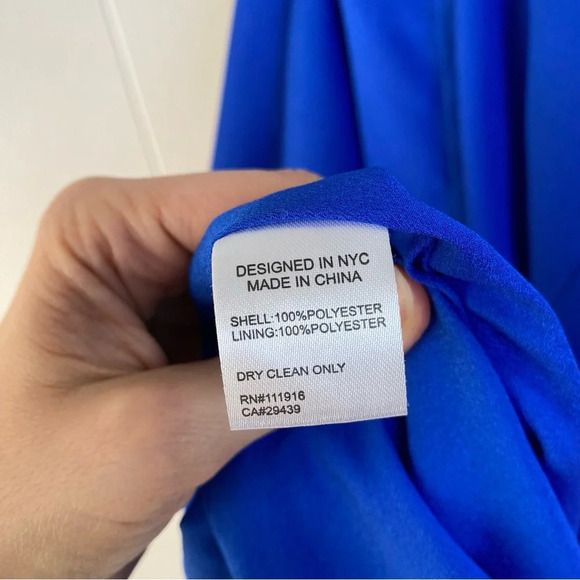 DESIGNED IN NYC
MADE IN CHINA
SHELL:100%POLYESTER
LINING:100%POLYESTER
DRY CLEAN ONLY
RN#111916
CA#29439